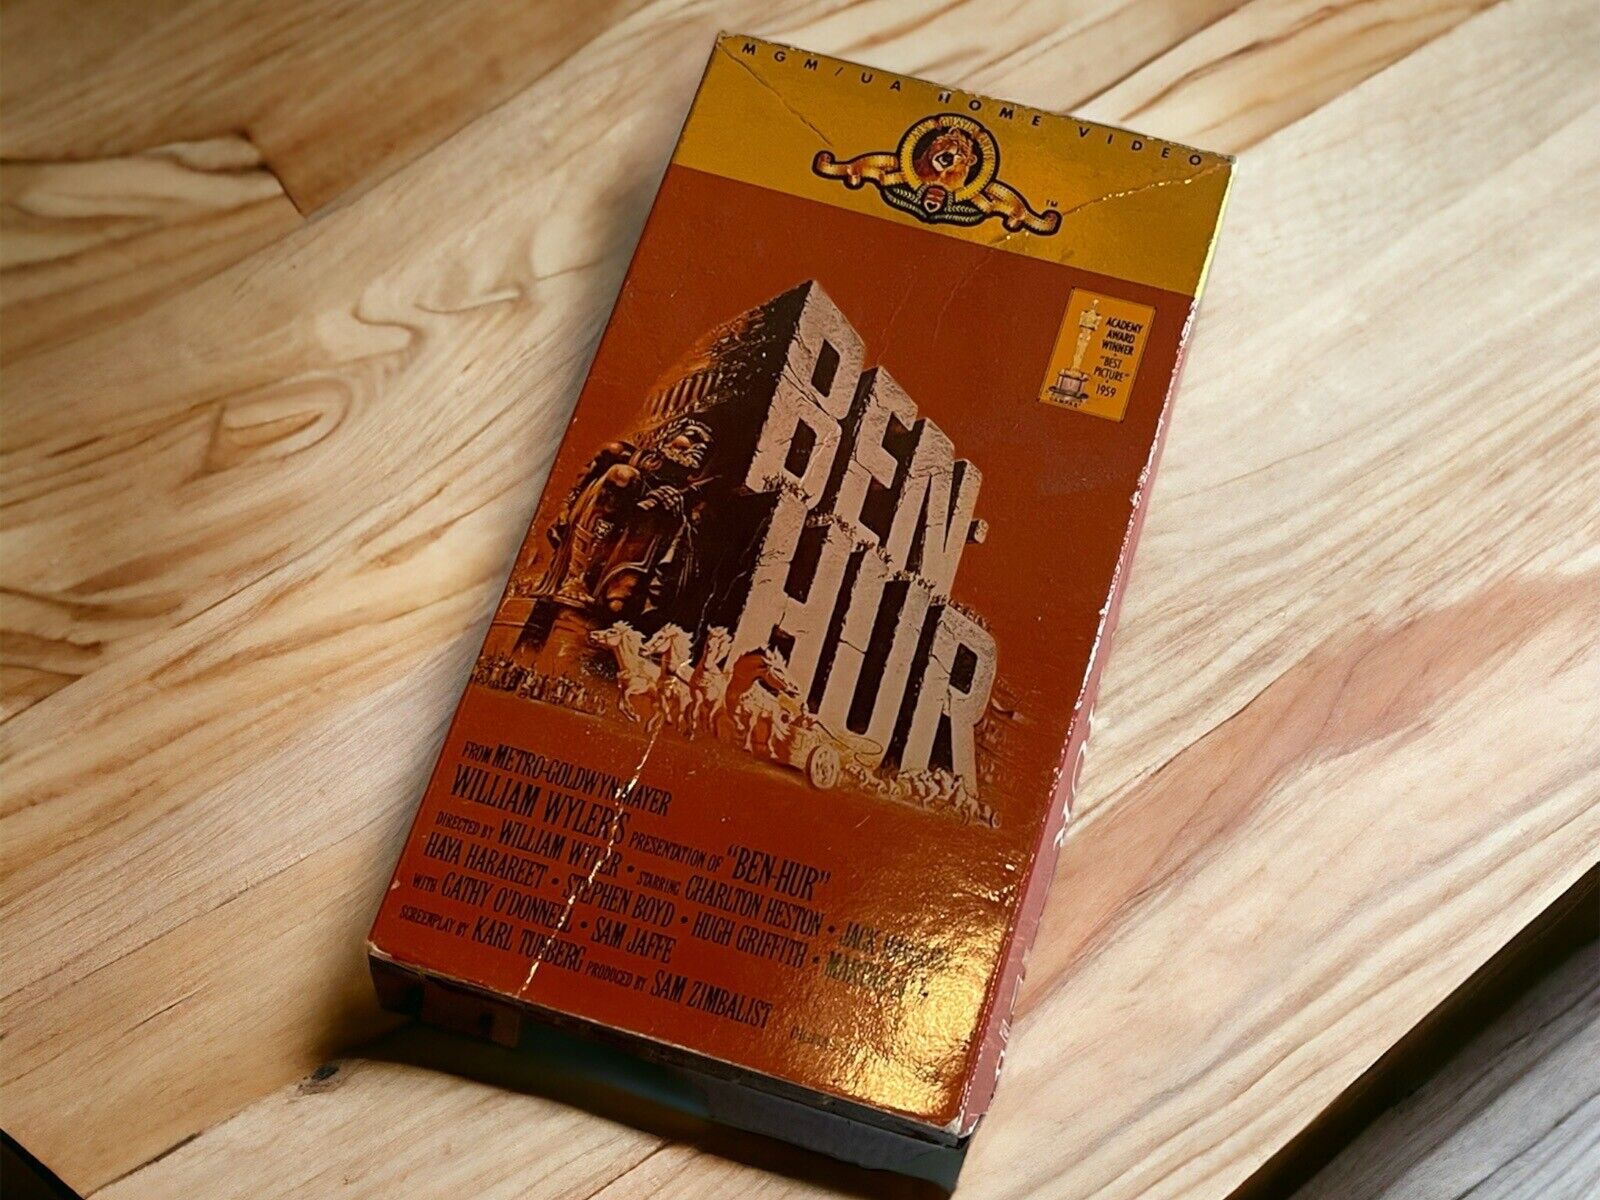 MGM/UA HOME VIDEO
TM
ACADEMY
AWARD
WINNER
"BEST
PICTURE"
1959
©A.M.P.A.S.®
BEN-
HUR
FROM METRO-GOLDWYN-MAYER
WILLIAM WYLER'S PRESENTATION OF "BEN-HUR"
DIRECTED BY WILLIAM WYLER • STARRING CHARLTON HESTON • JACK
HAYA HARAREET • STEPHEN BOYD • HUGH GRIFFITH •
WITH CATHY O'DONNELL • SAM JAFFE
SCREENPLAY BY KARL TUNBERG PRODUCED BY SAM ZIMBALIST